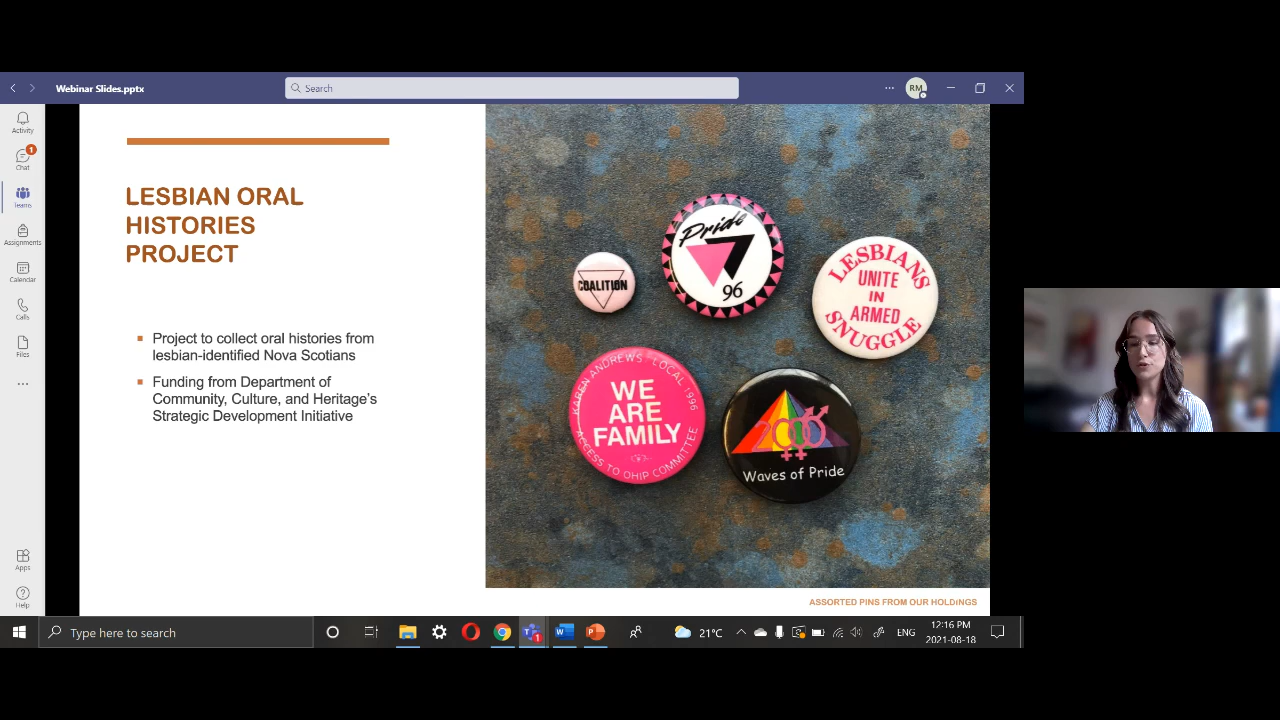 Webinar Slides.pptx
Search
RM
Activity
1
Chat
Teams
Assignments
Calendar
Calls
Files
Apps
Help
LESBIAN ORAL
HISTORIES
PROJECT
Project to collect oral histories from
lesbian-identified Nova Scotians
Funding from Department of
Community, Culture, and Heritage's
Strategic Development Initiative
COALITION
Pride
96
LESBIANS
UNITE
IN
ARMED
SNUGGLE
KAREN ANDREWS LOCAL 1996
WE
ARE
FAMILY
ACCESS TO OHIP COMMITTEE
2000
Waves of Pride
ASSORTED PINS FROM OUR HOLDINGS
Type here to search
1
21°C
ENG
12:16 PM
2021-08-18